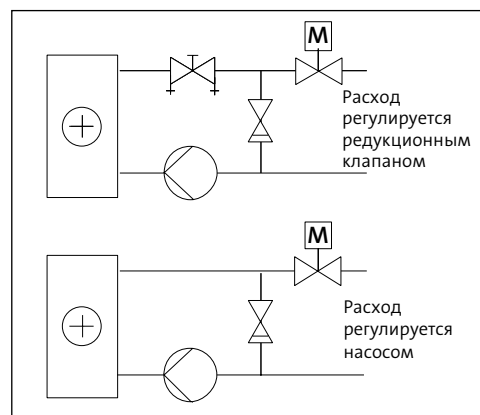 M
Расход
регулируется
редукционным
клапаном
M
Расход
регулируется
насосом